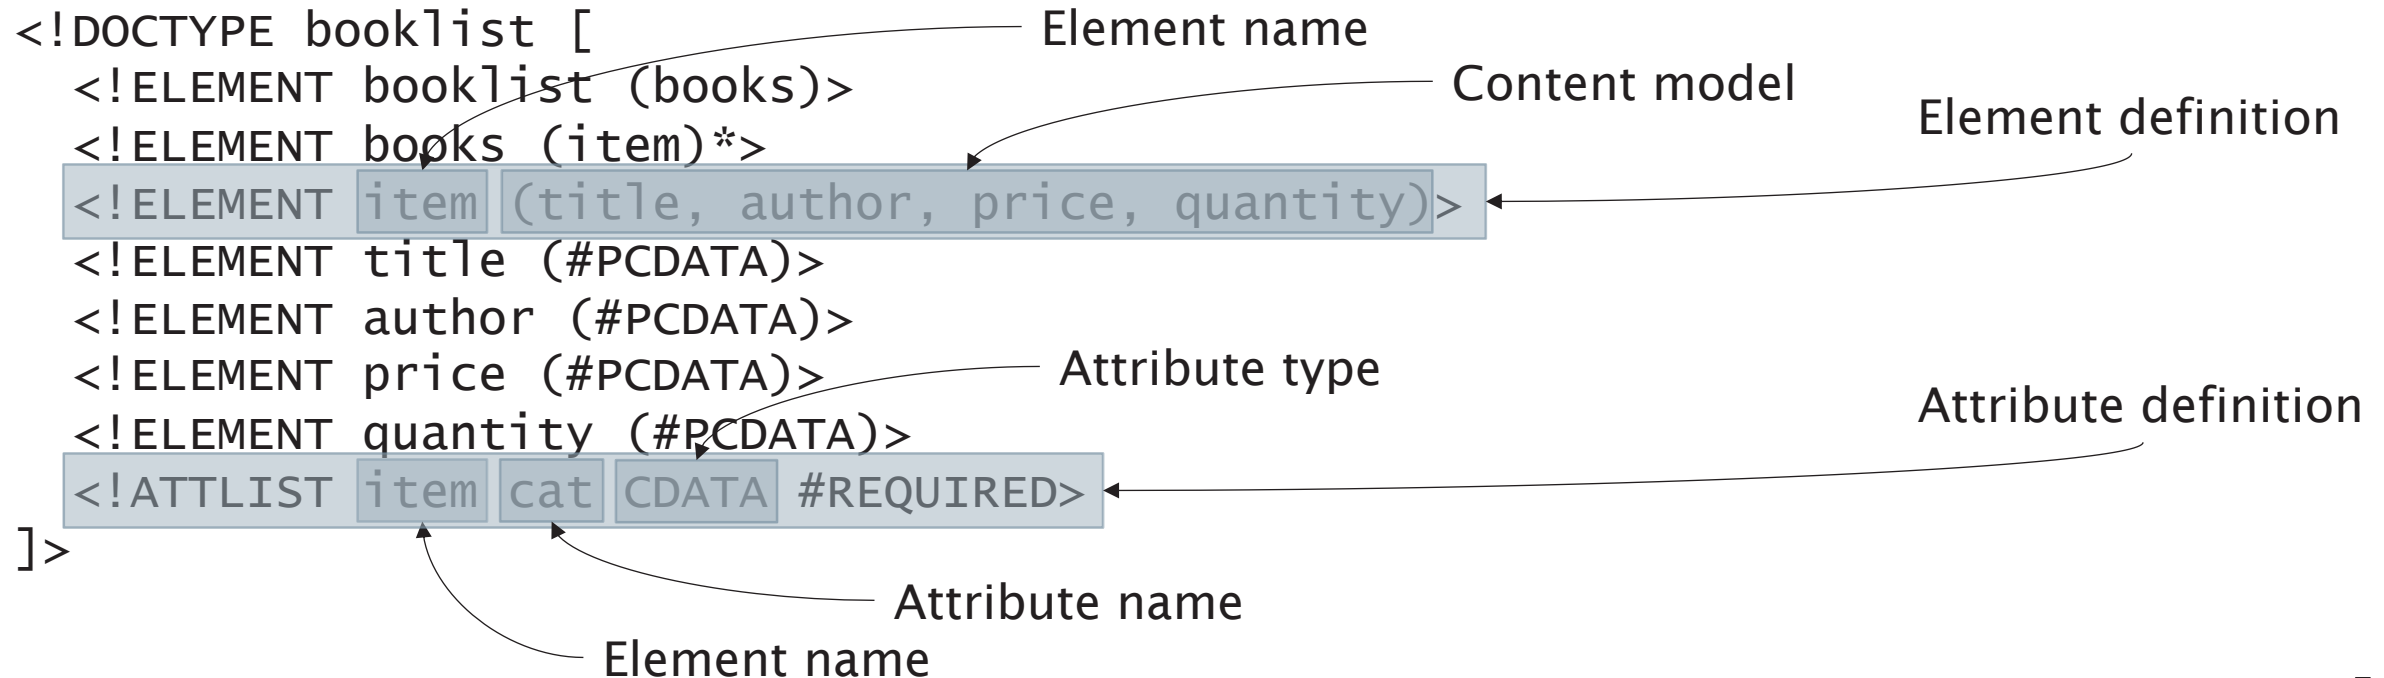 <!DOCTYPE booklist [
Element name
<!ELEMENT booklist (books)>
Content model
Element definition
<!ELEMENT books (item)*>
<!ELEMENT item (title, author, price, quantity)>
<!ELEMENT title (#PCDATA)>
<!ELEMENT author (#PCDATA)>
<!ELEMENT price (#PCDATA)>
Attribute type
Attribute definition
<!ELEMENT quantity (#PCDATA)>
<!ATTLIST item cat CDATA #REQUIRED>
]>
Attribute name
Element name